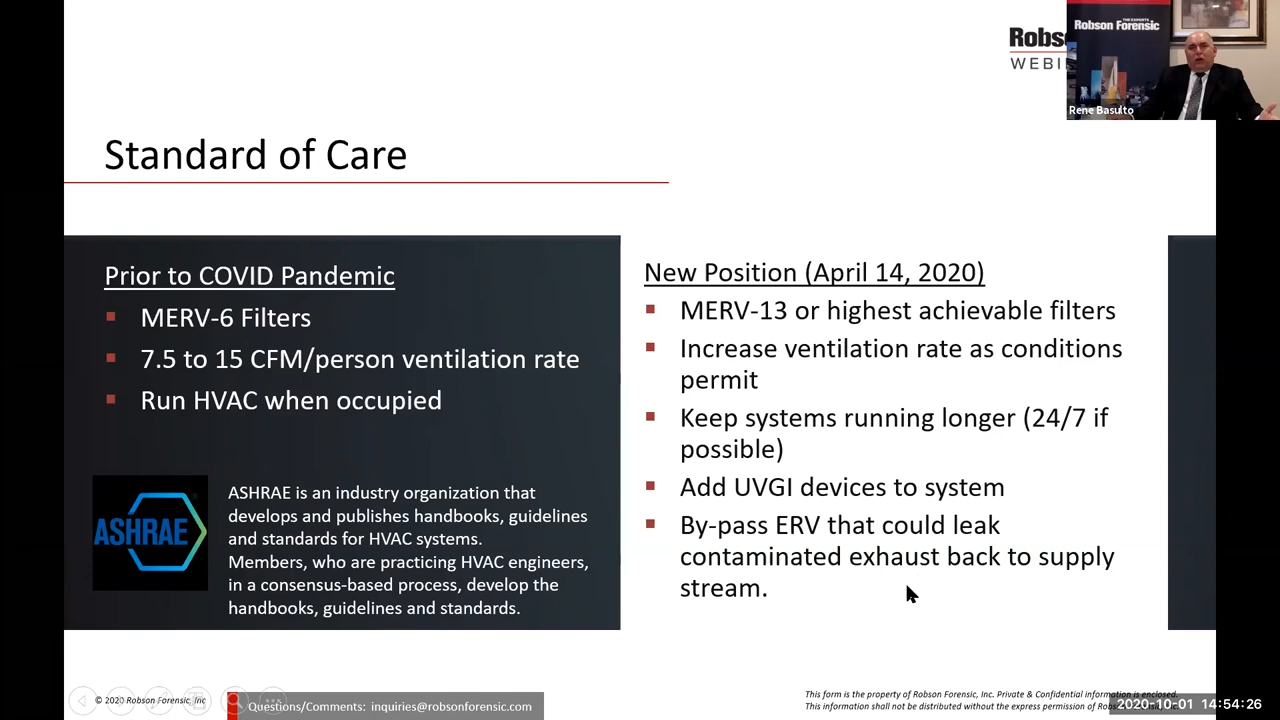 Robs
WEBI
THE EXPERTS
Robson Forensic
Rene Basulto
Standard of Care
Prior to COVID Pandemic
▪ MERV-6 Filters
▪ 7.5 to 15 CFM/person ventilation rate
▪ Run HVAC when occupied
ASHRAE
ASHRAE is an industry organization that
develops and publishes handbooks, guidelines
and standards for HVAC systems.
Members, who are practicing HVAC engineers,
in a consensus-based process, develop the
handbooks, guidelines and standards.
New Position (April 14, 2020)
▪ MERV-13 or highest achievable filters
▪ Increase ventilation rate as conditions
permit
▪ Keep systems running longer (24/7 if
possible)
▪ Add UVGI devices to system
▪ By-pass ERV that could leak
contaminated exhaust back to supply
stream.
© 2020 Robson Forensic, Inc
Questions/Comments: inquiries@robsonforensic.com
This form is the property of Robson Forensic, Inc. Private & Confidential information is enclosed.
This information shall not be distributed without the express permission of
2020-10-01 14:54:26